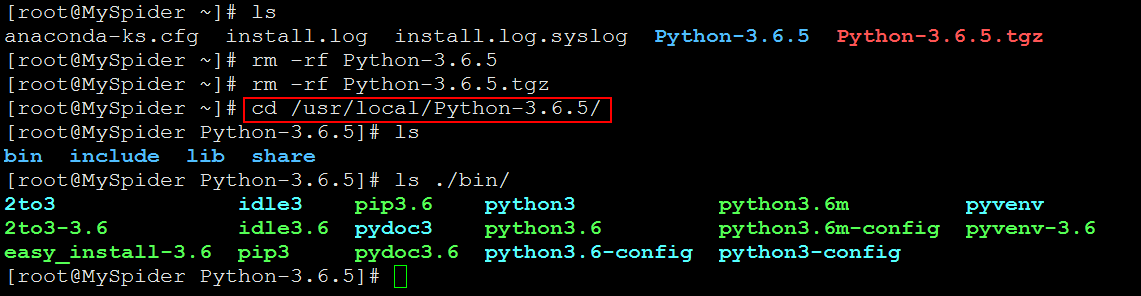 [root@MySpider ~]# ls
anaconda-ks.cfg install.log install.log.syslog Python-3.6.5 Python-3.6.5.tgz
[root@MySpider ~]# rm -rf Python-3.6.5
[root@MySpider ~]# rm -rf Python-3.6.5.tgz
[root@MySpider ~]# cd /usr/local/Python-3.6.5/
[root@MySpider Python-3.6.5]# ls
bin include lib share
[root@MySpider Python-3.6.5]# ls ./bin/
2to3 idle3 pip3.6 python3 python3.6m pyvenv
2to3-3.6 idle3.6 pydoc3 python3.6 python3.6m-config pyvenv-3.6
easy_install-3.6 pip3 pydoc3.6 python3.6-config python3-config
[root@MySpider Python-3.6.5]#